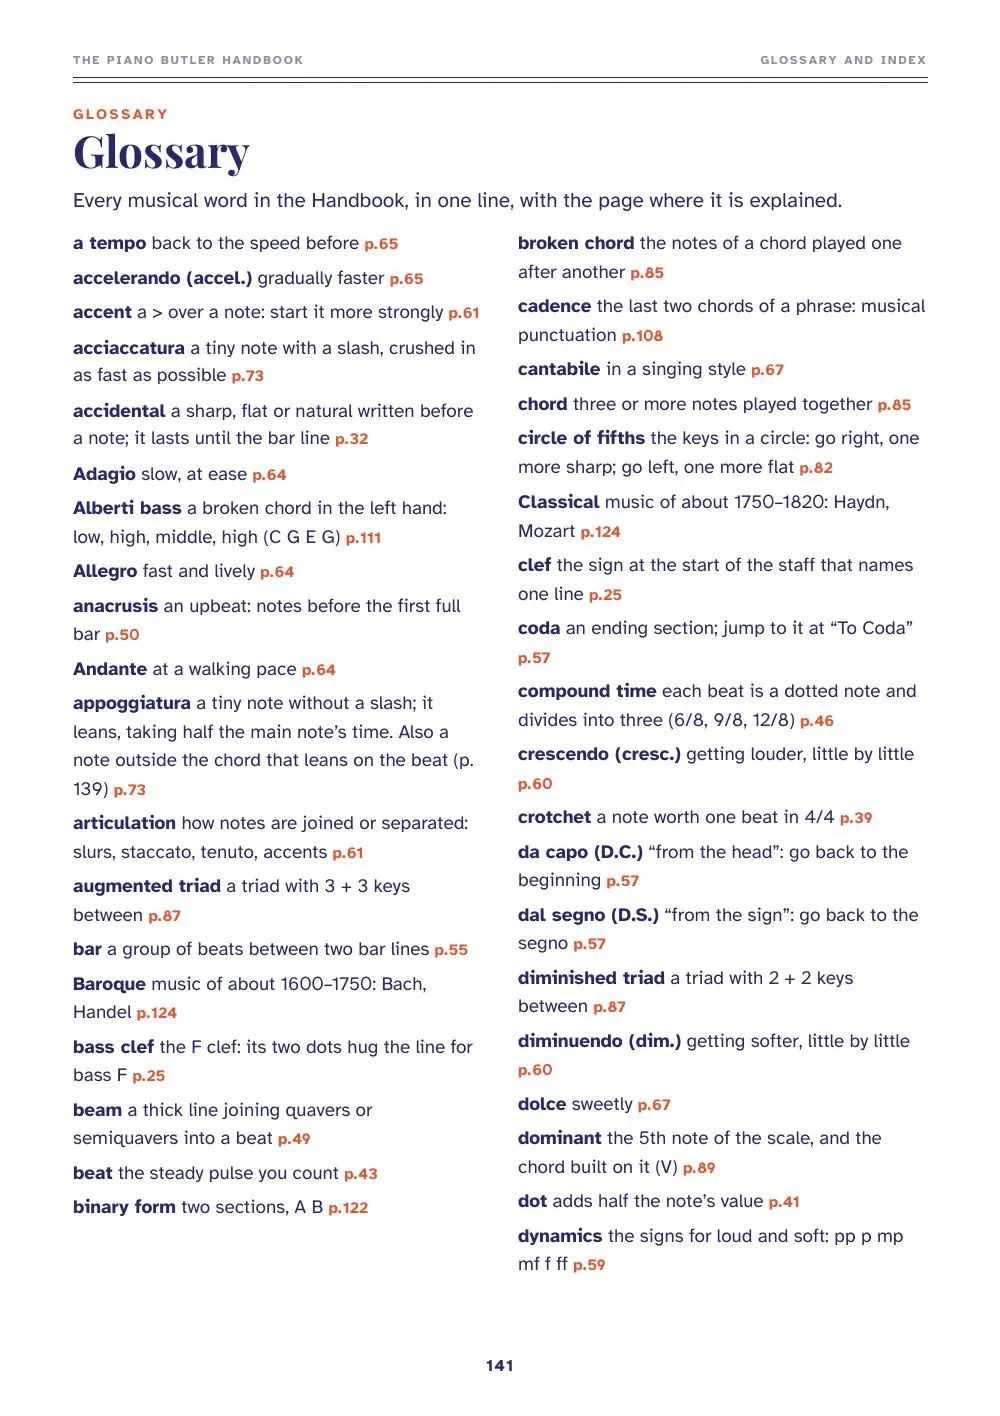 THE PIANO BUTLER HANDBOOK
GLOSSARY AND INDEX
GLOSSARY
Glossary
Every musical word in the Handbook, in one line, with the page where it is explained.
a tempo back to the speed before p.65
accelerando (accel.) gradually faster p.65
accent a > over a note: start it more strongly p.61
acciaccatura a tiny note with a slash, crushed in
as fast as possible p.73
accidental a sharp, flat or natural written before
a note; it lasts until the bar line p.32
Adagio slow, at ease p.64
Alberti bass a broken chord in the left hand:
low, high, middle, high (C G E G) p.111
Allegro fast and lively p.64
anacrusis an upbeat: notes before the first full
bar p.50
Andante at a walking pace p.64
appoggiatura a tiny note without a slash; it
leans, taking half the main note’s time. Also a
note outside the chord that leans on the beat (p.
139) p.73
articulation how notes are joined or separated:
slurs, staccato, tenuto, accents p.61
augmented triad a triad with 3 + 3 keys
between p.87
bar a group of beats between two bar lines p.55
Baroque music of about 1600–1750: Bach,
Handel p.124
bass clef the F clef: its two dots hug the line for
bass F p.25
beam a thick line joining quavers or
semiquavers into a beat p.49
beat the steady pulse you count p.43
binary form two sections, A B p.122
broken chord the notes of a chord played one
after another p.85
cadence the last two chords of a phrase: musical
punctuation p.108
cantabile in a singing style p.67
chord three or more notes played together p.85
circle of fifths the keys in a circle: go right, one
more sharp; go left, one more flat p.82
Classical music of about 1750–1820: Haydn,
Mozart p.124
clef the sign at the start of the staff that names
one line p.25
coda an ending section; jump to it at “To Coda”
p.57
compound time each beat is a dotted note and
divides into three (6/8, 9/8, 12/8) p.46
crescendo (cresc.) getting louder, little by little
p.60
crotchet a note worth one beat in 4/4 p.39
da capo (D.C.) “from the head”: go back to the
beginning p.57
dal segno (D.S.) “from the sign”: go back to the
segno p.57
diminished triad a triad with 2 + 2 keys
between p.87
diminuendo (dim.) getting softer, little by little
p.60
dolce sweetly p.67
dominant the 5th note of the scale, and the
chord built on it (V) p.89
dot adds half the note’s value p.41
dynamics the signs for loud and soft: pp p mp
mf f ff p.59
141